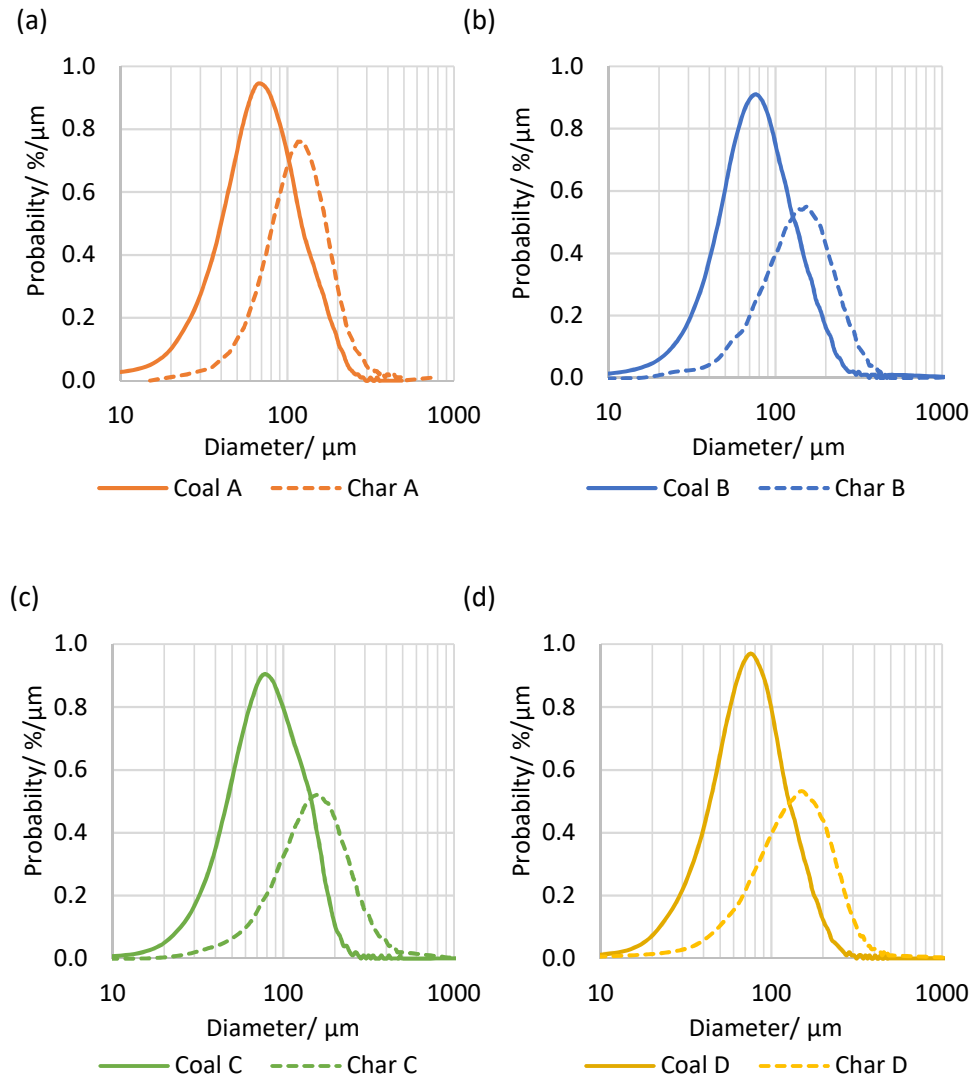 (a)
Probabilty/ %/µm
1.0
0.8
0.6
0.4
0.2
0.0
10 100 1000
Diameter/ µm
Coal A Char A
(b)
Probabilty/ %/µm
1.0
0.8
0.6
0.4
0.2
0.0
10 100 1000
Diameter/ µm
Coal B Char B
(c)
Probabilty/ %/µm
1.0
0.8
0.6
0.4
0.2
0.0
10 100 1000
Diameter/ µm
Coal C Char C
(d)
Probabilty/ %/µm
1.0
0.8
0.6
0.4
0.2
0.0
10 100 1000
Diameter/ µm
Coal D Char D